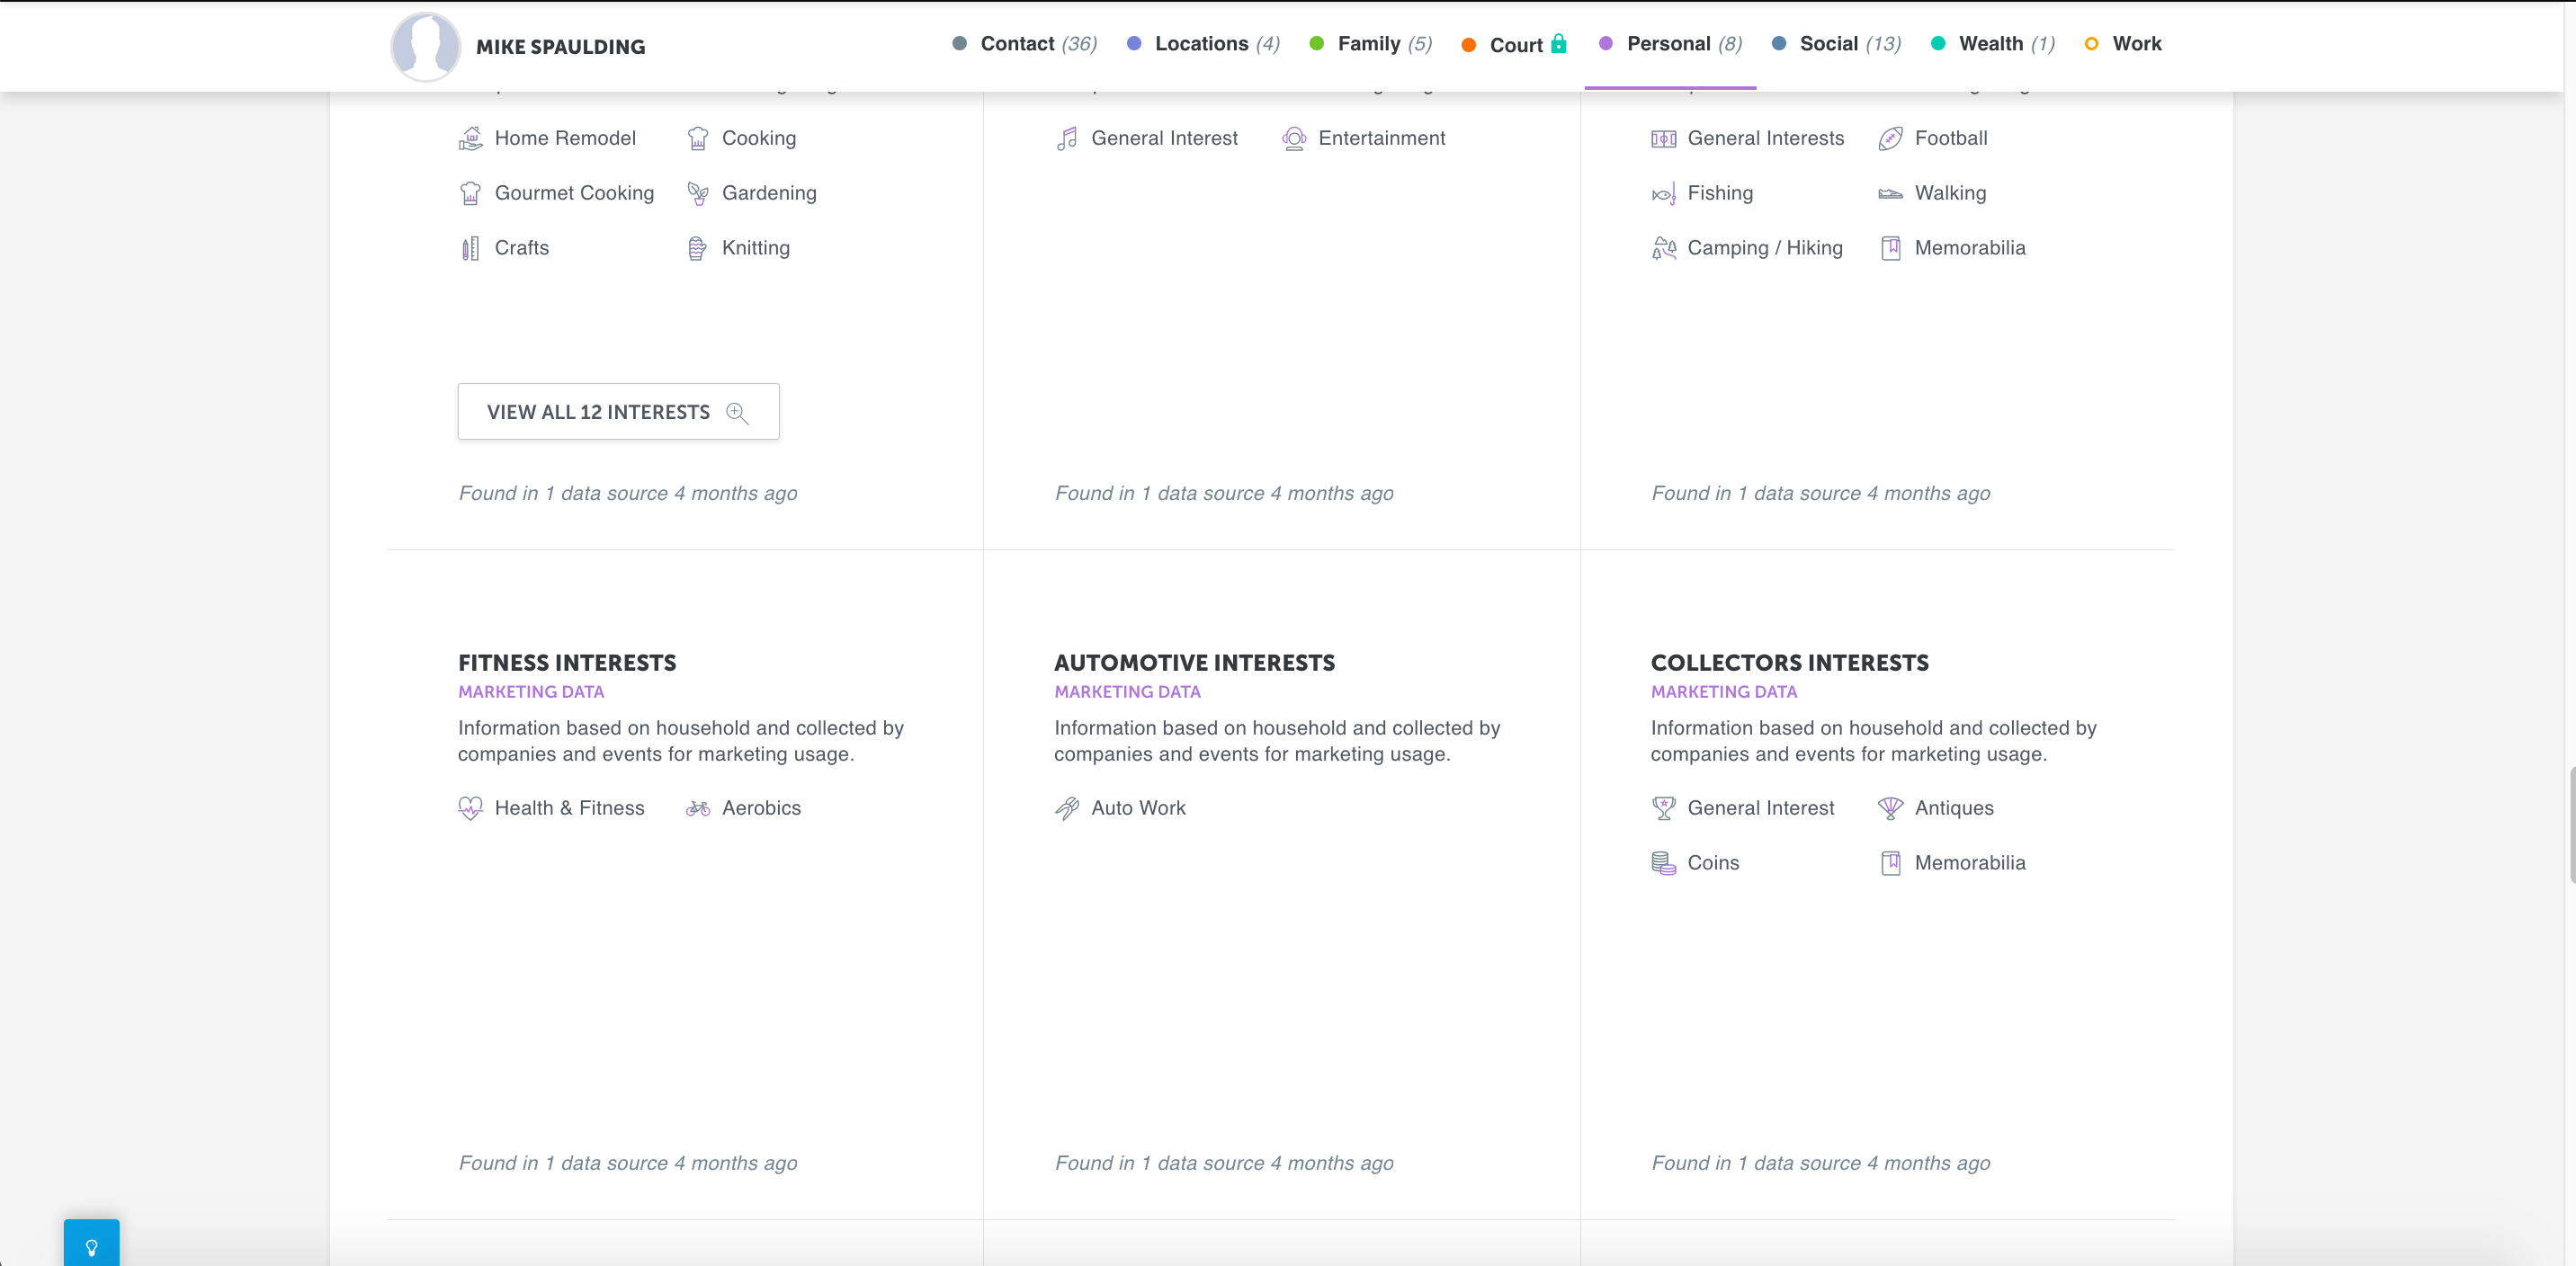 MIKE SPAULDING
Contact (36)
Locations (4)
Family (5)
Court
Personal (8)
Social (13)
Wealth (1)
Work
Home Remodel
Cooking
Gourmet Cooking
Gardening
Crafts
Knitting
VIEW ALL 12 INTERESTS
Found in 1 data source 4 months ago
General Interest
Entertainment
Found in 1 data source 4 months ago
General Interests
Football
Fishing
Walking
Camping / Hiking
Memorabilia
Found in 1 data source 4 months ago
FITNESS INTERESTS
MARKETING DATA
Information based on household and collected by
companies and events for marketing usage.
Health & Fitness
Aerobics
Found in 1 data source 4 months ago
AUTOMOTIVE INTERESTS
MARKETING DATA
Information based on household and collected by
companies and events for marketing usage.
Auto Work
Found in 1 data source 4 months ago
COLLECTORS INTERESTS
MARKETING DATA
Information based on household and collected by
companies and events for marketing usage.
General Interest
Antiques
Coins
Memorabilia
Found in 1 data source 4 months ago